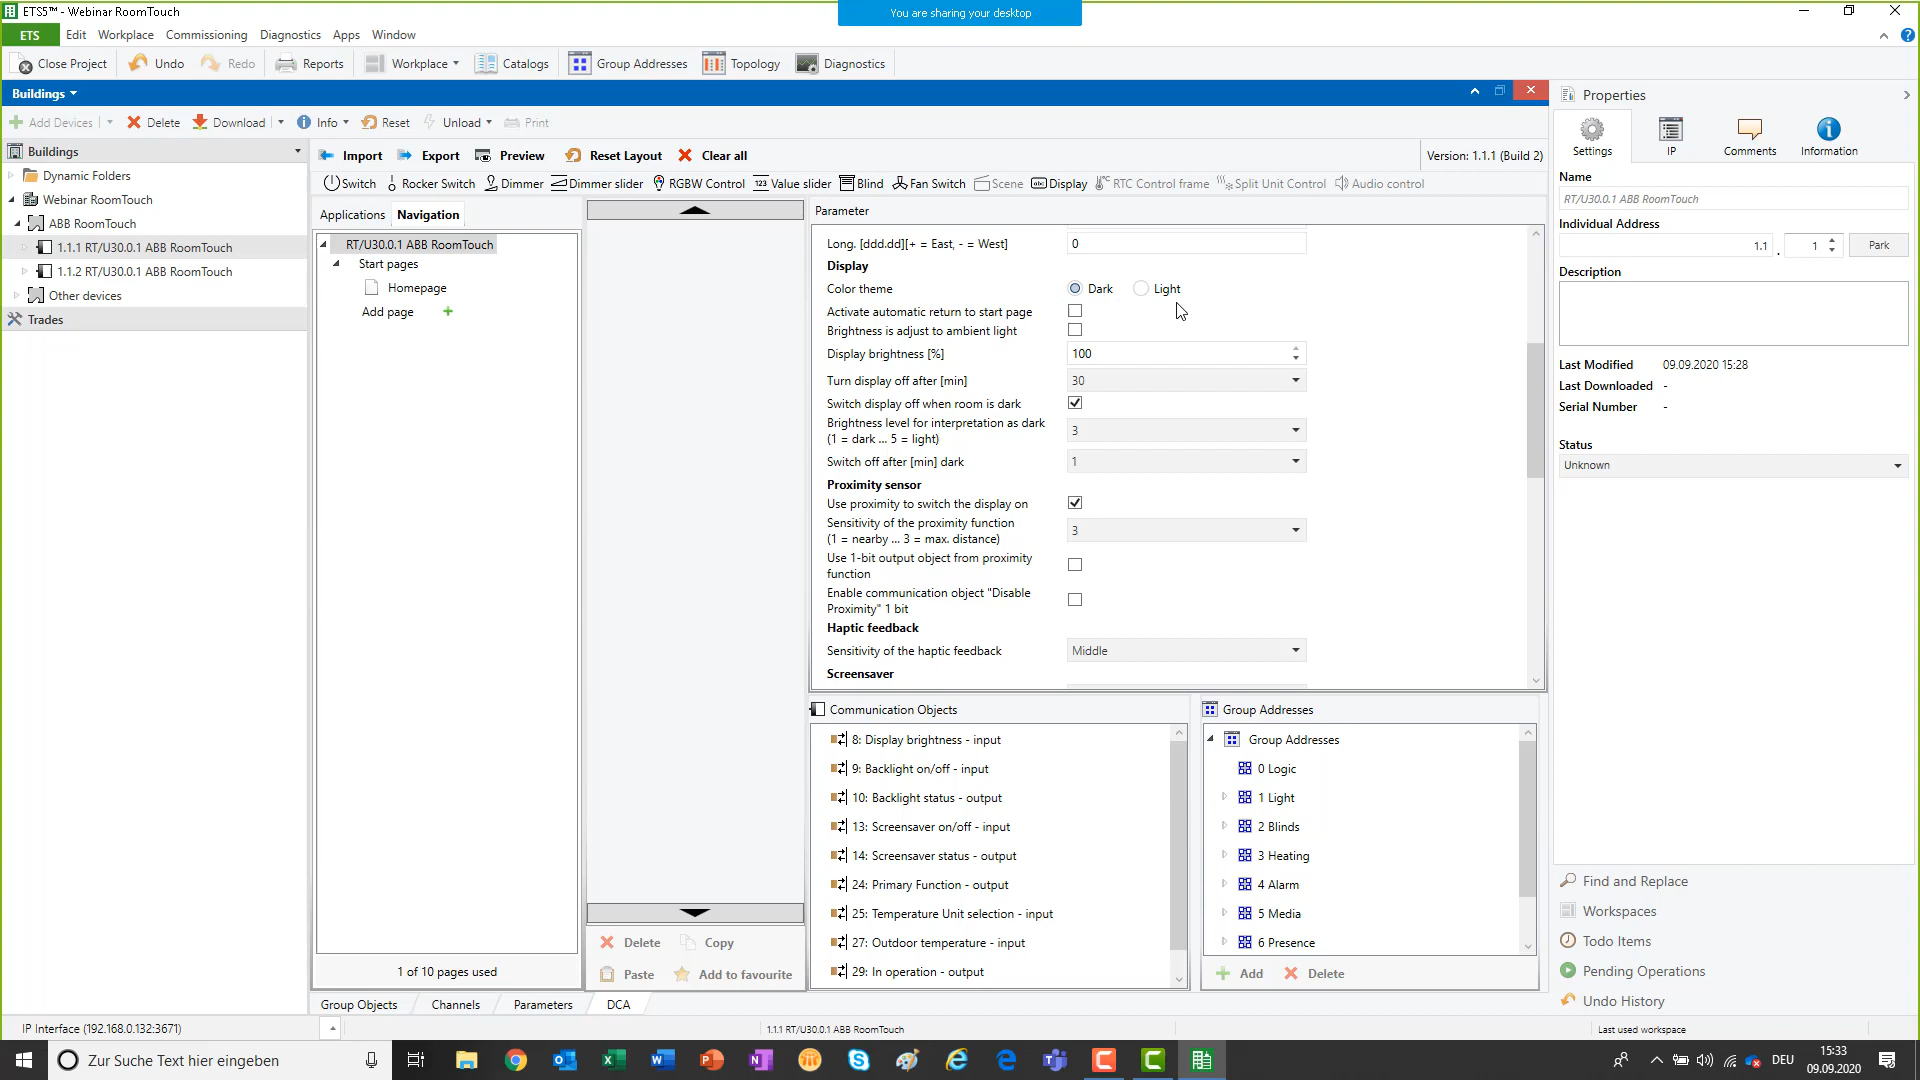 ETS5™ - Webinar RoomTouch
You are sharing your desktop
ETS Edit Workplace Commissioning Diagnostics Apps Window
Close Project Undo Redo Reports Workplace Catalogs Group Addresses Topology Diagnostics
Buildings
Add Devices Delete Download Info Reset Unload Print
Buildings
Dynamic Folders
Webinar RoomTouch
ABB RoomTouch
1.1.1 RT/U30.0.1 ABB RoomTouch
1.1.2 RT/U30.0.1 ABB RoomTouch
Other devices
Trades
Import Export Preview Reset Layout Clear all
Version: 1.1.1 (Build 2)
Switch Rocker Switch Dimmer Dimmer slider RGBW Control 123 Value slider Blind Fan Switch Scene abc Display RTC Control frame Split Unit Control Audio control
Applications Navigation
RT/U30.0.1 ABB RoomTouch
Start pages
Homepage
Add page
1 of 10 pages used
Delete Copy
Paste Add to favourite
Parameter
Long. [ddd.dd][+ = East, - = West] 0
Display
Color theme Dark Light
Activate automatic return to start page
Brightness is adjust to ambient light
Display brightness [%] 100
Turn display off after [min] 30
Switch display off when room is dark
Brightness level for interpretation as dark
(1 = dark ... 5 = light) 3
Switch off after [min] dark 1
Proximity sensor
Use proximity to switch the display on
Sensitivity of the proximity function
(1 = nearby ... 3 = max. distance) 3
Use 1-bit output object from proximity
function
Enable communication object "Disable
Proximity" 1 bit
Haptic feedback
Sensitivity of the haptic feedback Middle
Screensaver
Communication Objects
8: Display brightness - input
9: Backlight on/off - input
10: Backlight status - output
13: Screensaver on/off - input
14: Screensaver status - output
24: Primary Function - output
25: Temperature Unit selection - input
27: Outdoor temperature - input
29: In operation - output
Group Addresses
Group Addresses
0 Logic
1 Light
2 Blinds
3 Heating
4 Alarm
5 Media
6 Presence
Add Delete
Group Objects Channels Parameters DCA
Properties
Settings IP Comments Information
Name
RT/U30.0.1 ABB RoomTouch
Individual Address
1.1 . 1 Park
Description
Last Modified 09.09.2020 15:28
Last Downloaded -
Serial Number -
Status
Unknown
Find and Replace
Workspaces
Todo Items
Pending Operations
Undo History
IP Interface (192.168.0.132:3671)
1.1.1 RT/U30.0.1 ABB RoomTouch
Last used workspace
Zur Suche Text hier eingeben
DEU
15:33
09.09.2020